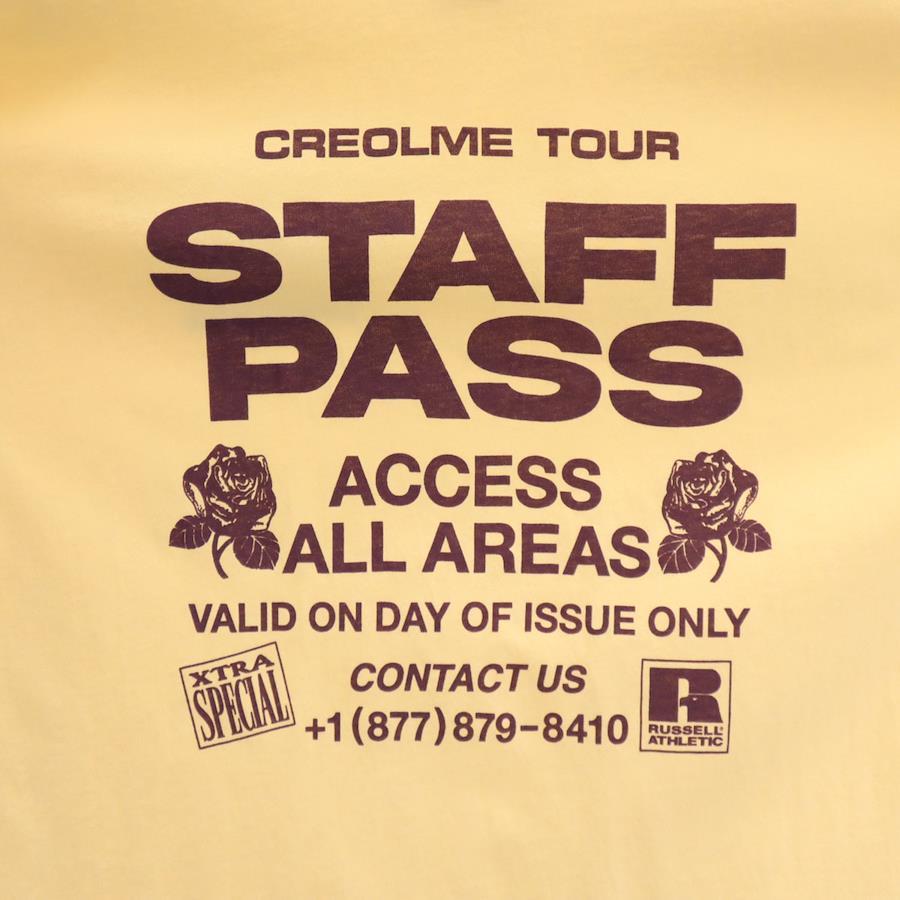 CREOLME TOUR
STAFF
PASS
ACCESS
ALL AREAS
VALID ON DAY OF ISSUE ONLY
XTRA
SPECIAL
CONTACT US
+1(877)879-8410
R
RUSSELL
ATHLETIC